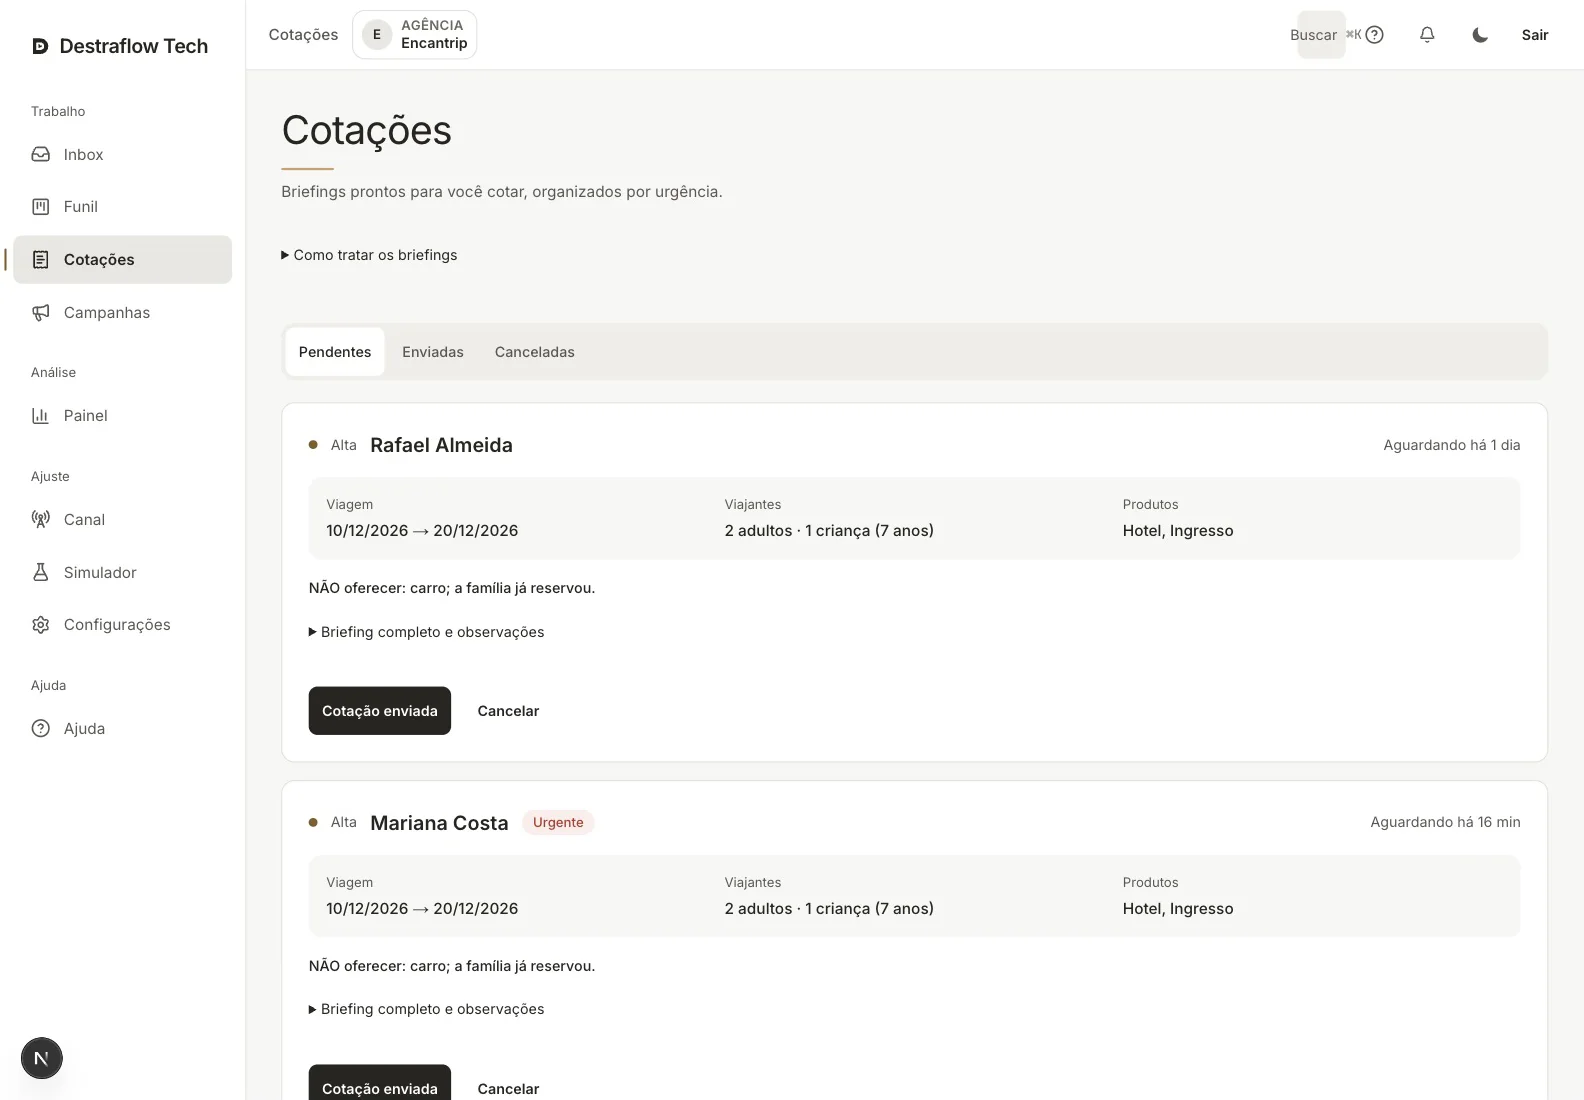 Destraflow Tech
Trabalho
Inbox
Funil
Cotações
Campanhas
Análise
Painel
Ajuste
Canal
Simulador
Configurações
Ajuda
Ajuda
N
Cotações
E
AGÊNCIA
Encantrip
Buscar ⌘K
Sair
Cotações
Briefings prontos para você cotar, organizados por urgência.
Como tratar os briefings
Pendentes Enviadas Canceladas
Alta Rafael Almeida Aguardando há 1 dia
Viagem Viajantes Produtos
10/12/2026 → 20/12/2026 2 adultos · 1 criança (7 anos) Hotel, Ingresso
NÃO oferecer: carro; a família já reservou.
Briefing completo e observações
Cotação enviada Cancelar
Alta Mariana Costa Urgente Aguardando há 16 min
Viagem Viajantes Produtos
10/12/2026 → 20/12/2026 2 adultos · 1 criança (7 anos) Hotel, Ingresso
NÃO oferecer: carro; a família já reservou.
Briefing completo e observações
Cotação enviada Cancelar